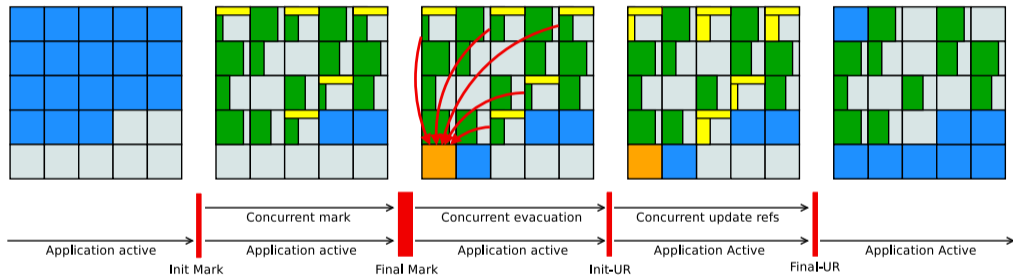 Concurrent mark
Concurrent evacuation
Concurrent update refs
Application active
Application active
Application active
Application Active
Application Active
Init Mark
Final Mark
Init-UR
Final-UR